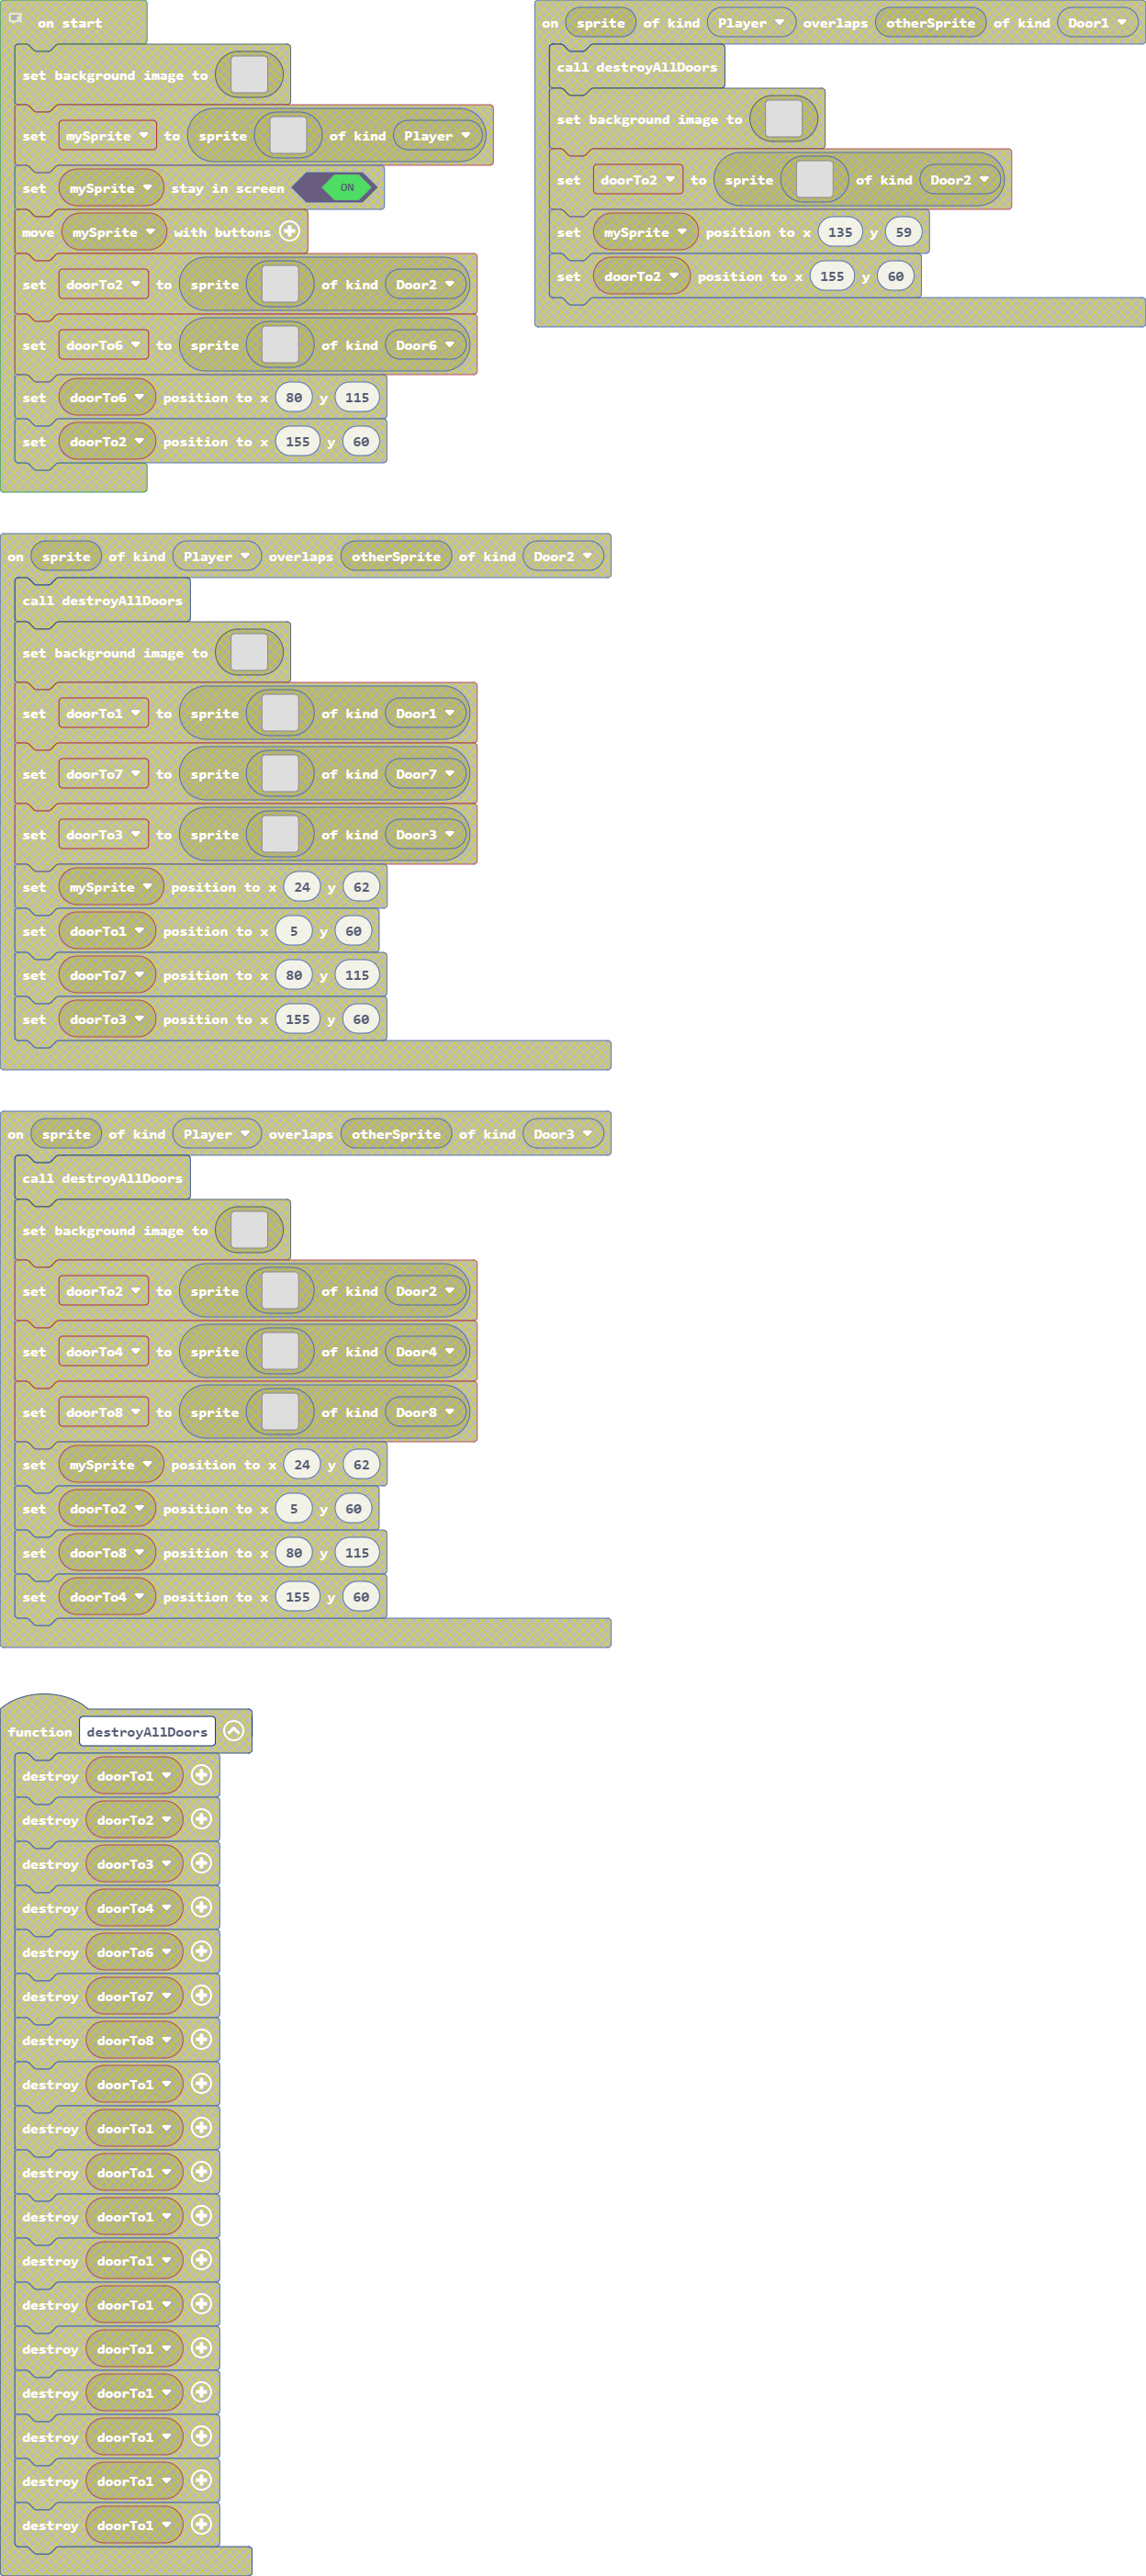 on start
set background image to
set mySprite to sprite of kind Player
set mySprite stay in screen ON
move mySprite with buttons
set doorTo2 to sprite of kind Door2
set doorTo6 to sprite of kind Door6
set doorTo6 position to x 80 y 115
set doorTo2 position to x 155 y 60
on sprite of kind Player overlaps otherSprite of kind Door1
call destroyAllDoors
set background image to
set doorTo2 to sprite of kind Door2
set mySprite position to x 135 y 59
set doorTo2 position to x 155 y 60
on sprite of kind Player overlaps otherSprite of kind Door2
call destroyAllDoors
set background image to
set doorTo1 to sprite of kind Door1
set doorTo7 to sprite of kind Door7
set doorTo3 to sprite of kind Door3
set mySprite position to x 24 y 62
set doorTo1 position to x 5 y 60
set doorTo7 position to x 80 y 115
set doorTo3 position to x 155 y 60
on sprite of kind Player overlaps otherSprite of kind Door3
call destroyAllDoors
set background image to
set doorTo2 to sprite of kind Door2
set doorTo4 to sprite of kind Door4
set doorTo8 to sprite of kind Door8
set mySprite position to x 24 y 62
set doorTo2 position to x 5 y 60
set doorTo8 position to x 80 y 115
set doorTo4 position to x 155 y 60
function destroyAllDoors
destroy doorTo1
destroy doorTo2
destroy doorTo3
destroy doorTo4
destroy doorTo6
destroy doorTo7
destroy doorTo8
destroy doorTo1
destroy doorTo1
destroy doorTo1
destroy doorTo1
destroy doorTo1
destroy doorTo1
destroy doorTo1
destroy doorTo1
destroy doorTo1
destroy doorTo1
destroy doorTo1